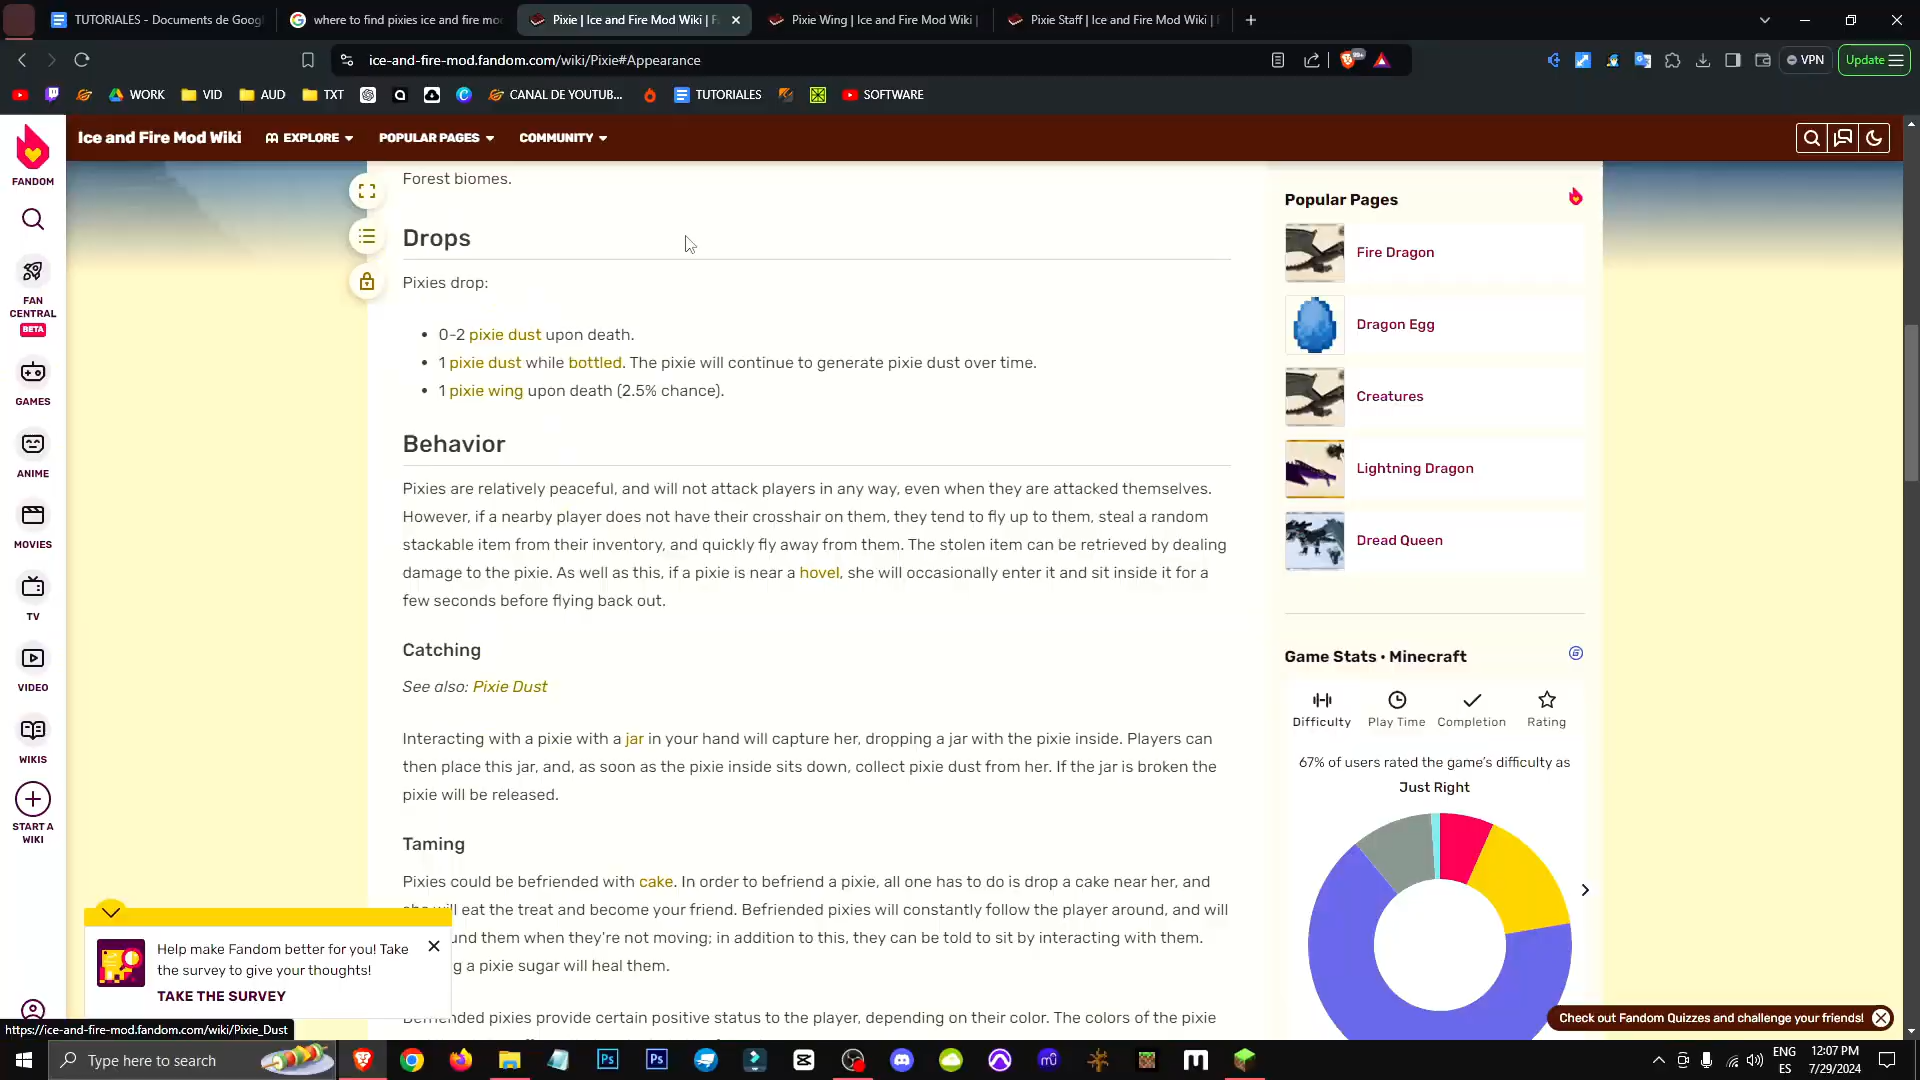 TUTORIALES - Documents de Goog
where to find pixies ice and fire mo
Pixie | Ice and Fire Mod Wiki | F
Pixie Wing | Ice and Fire Mod Wiki |
Pixie Staff | Ice and Fire Mod Wiki |
ice-and-fire-mod.fandom.com/wiki/Pixie#Appearance
99+
VPN
Update
WORK
VID
AUD
TXT
CANAL DE YOUTUB...
TUTORIALES
SOFTWARE
Ice and Fire Mod Wiki
EXPLORE
POPULAR PAGES
COMMUNITY
FANDOM
FAN CENTRAL
BETA
GAMES
ANIME
MOVIES
TV
VIDEO
WIKIS
START A WIKI
Forest biomes.
Drops
Pixies drop:
• 0-2 pixie dust upon death.
• 1 pixie dust while bottled. The pixie will continue to generate pixie dust over time.
• 1 pixie wing upon death (2.5% chance).
Behavior
Pixies are relatively peaceful, and will not attack players in any way, even when they are attacked themselves.
However, if a nearby player does not have their crosshair on them, they tend to fly up to them, steal a random
stackable item from their inventory, and quickly fly away from them. The stolen item can be retrieved by dealing
damage to the pixie. As well as this, if a pixie is near a hovel, she will occasionally enter it and sit inside it for a
few seconds before flying back out.
Catching
See also: Pixie Dust
Interacting with a pixie with a jar in your hand will capture her, dropping a jar with the pixie inside. Players can
then place this jar, and, as soon as the pixie inside sits down, collect pixie dust from her. If the jar is broken the
pixie will be released.
Taming
Pixies could be befriended with cake. In order to befriend a pixie, all one has to do is drop a cake near her, and
will eat the treat and become your friend. Befriended pixies will constantly follow the player around, and will
und them when they're not moving; in addition to this, they can be told to sit by interacting with them.
g a pixie sugar will heal them.
Befriended pixies provide certain positive status to the player, depending on their color. The colors of the pixie
Popular Pages
Fire Dragon
Dragon Egg
Creatures
Lightning Dragon
Dread Queen
Game Stats • Minecraft
Difficulty
Play Time
Completion
Rating
67% of users rated the game's difficulty as
Just Right
Help make Fandom better for you! Take
the survey to give your thoughts!
TAKE THE SURVEY
Check out Fandom Quizzes and challenge your friends!
https://ice-and-fire-mod.fandom.com/wiki/Pixie_Dust
Type here to search
ENG
ES
12:07 PM
7/29/2024